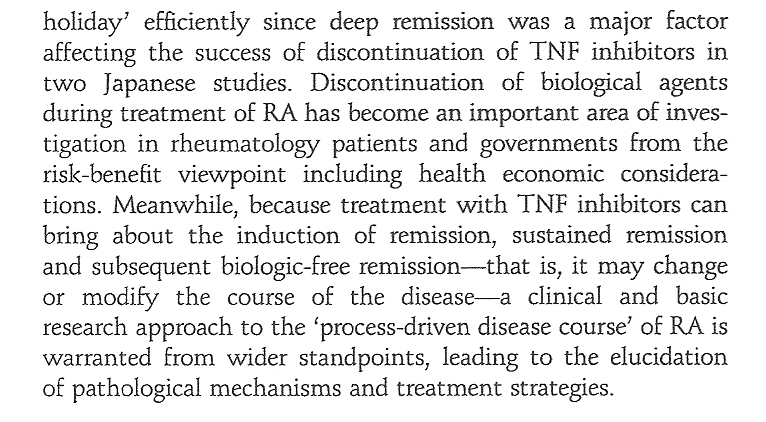 holiday’ efficiently since deep remission was a major factor
affecting the success of discontinuation of TNF inhibitors in
two Japanese studies. Discontinuation of biological agents
during treatment of RA has become an important area of inves-
tigation in rheumatology patients and governments from the
risk-benefit viewpoint including health economic considera-
tions. Meanwhile, because treatment with TNF inhibitors can
bring about the induction of remission, sustained remission
and subsequent biologic-free remission—that is, it may change
or modify the course of the disease—a clinical and basic
research approach to the ‘process-driven disease course’ of RA is
warranted from wider standpoints, leading to the elucidation
of pathological mechanisms and treatment strategies.